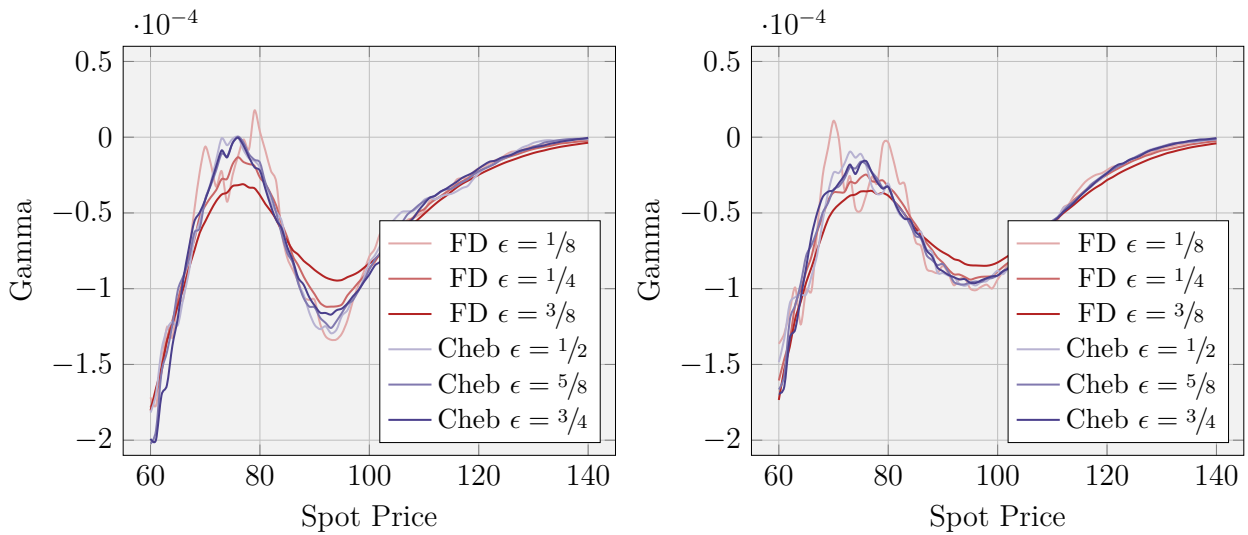 ·10⁻⁴
0.5
0
−0.5
−1
−1.5
−2
Gamma
60 80 100 120 140
Spot Price
FD ϵ = 1/8
FD ϵ = 1/4
FD ϵ = 3/8
Cheb ϵ = 1/2
Cheb ϵ = 5/8
Cheb ϵ = 3/4
·10⁻⁴
0.5
0
−0.5
−1
−1.5
−2
Gamma
60 80 100 120 140
Spot Price
FD ϵ = 1/8
FD ϵ = 1/4
FD ϵ = 3/8
Cheb ϵ = 1/2
Cheb ϵ = 5/8
Cheb ϵ = 3/4